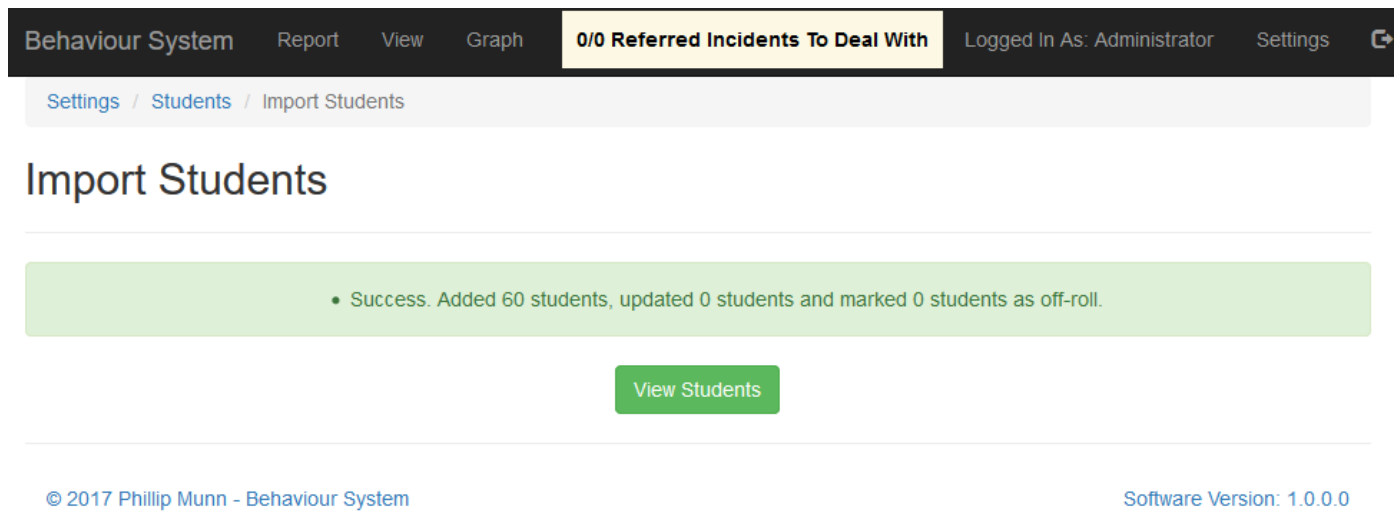 Behaviour System Report View Graph 0/0 Referred Incidents To Deal With Logged In As: Administrator Settings
Settings / Students / Import Students
Import Students
• Success. Added 60 students, updated 0 students and marked 0 students as off-roll.
View Students
© 2017 Phillip Munn - Behaviour System Software Version: 1.0.0.0